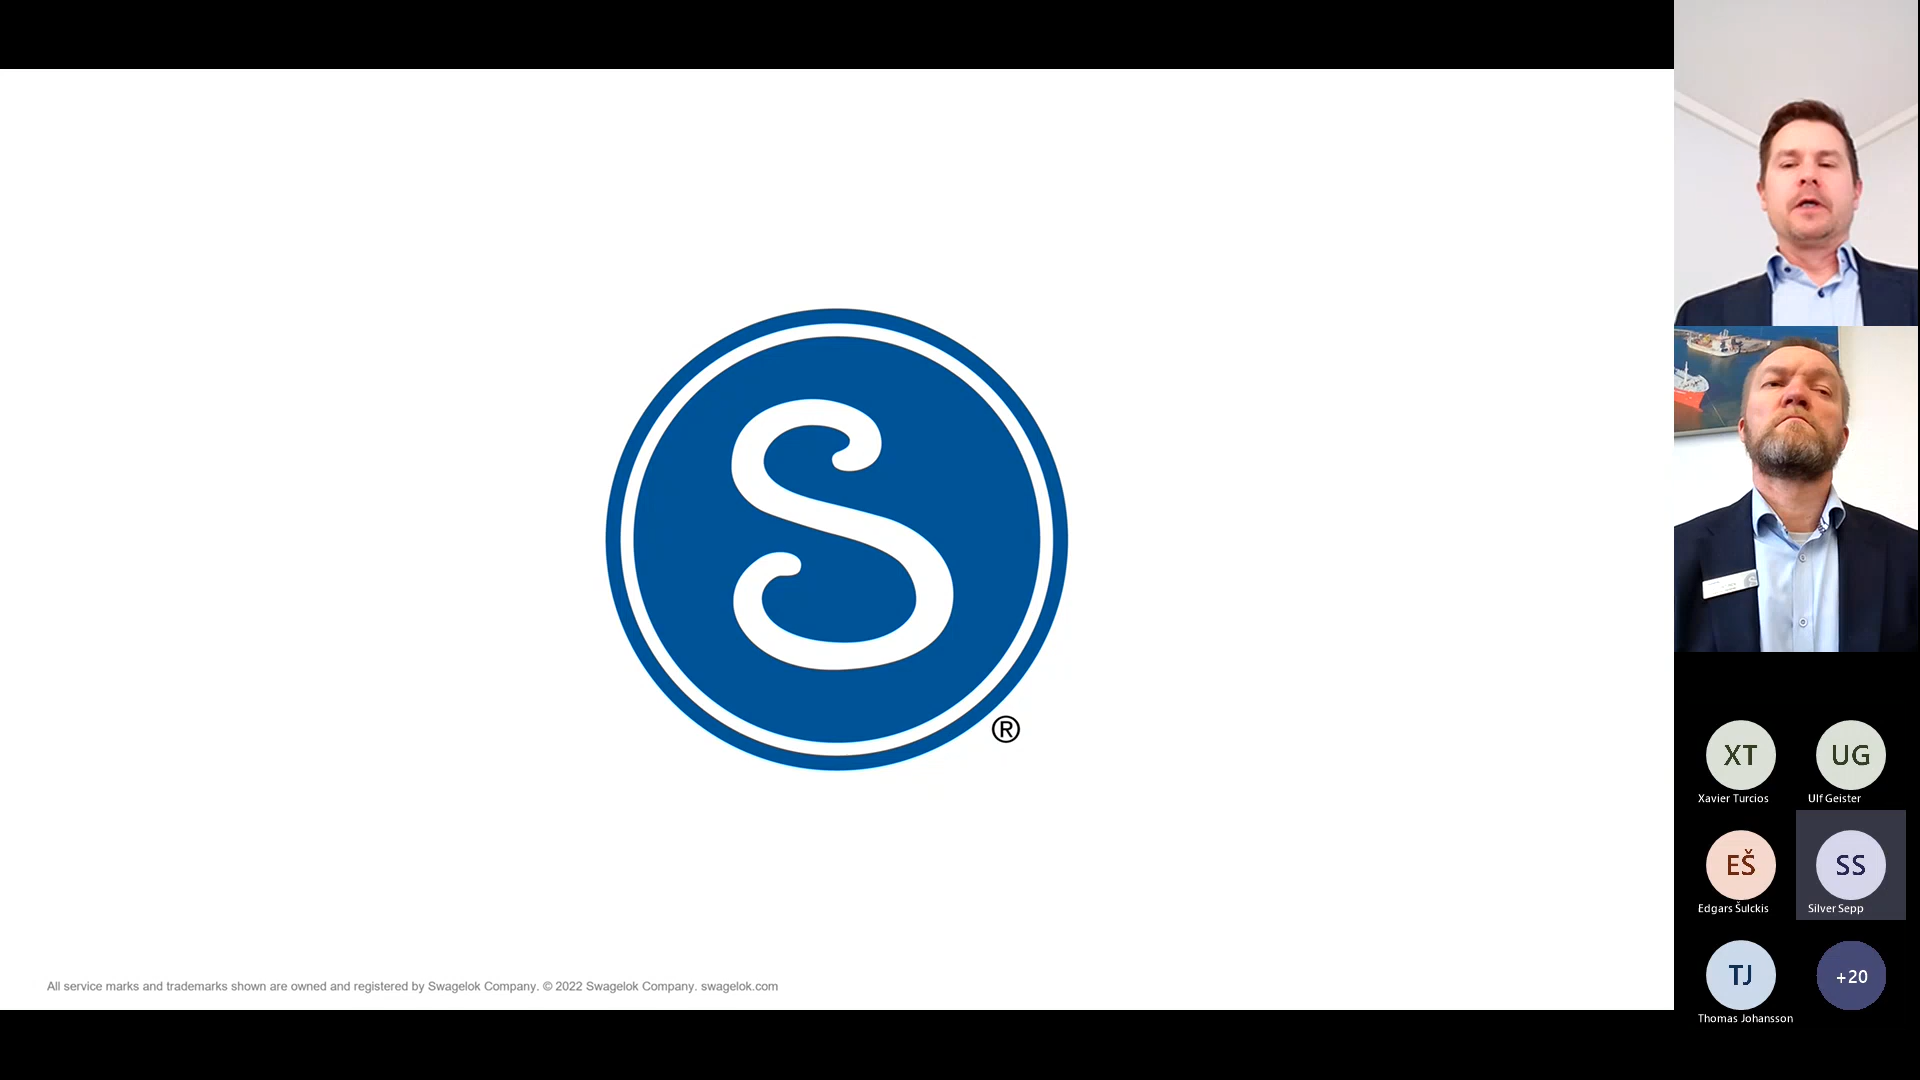 S
®
All service marks and trademarks shown are owned and registered by Swagelok Company. © 2022 Swagelok Company. swagelok.com
XT
UG
Xavier Turcios
Ulf Geister
EŠ
SS
Edgars Šulckis
Silver Sepp
TJ
+20
Thomas Johansson